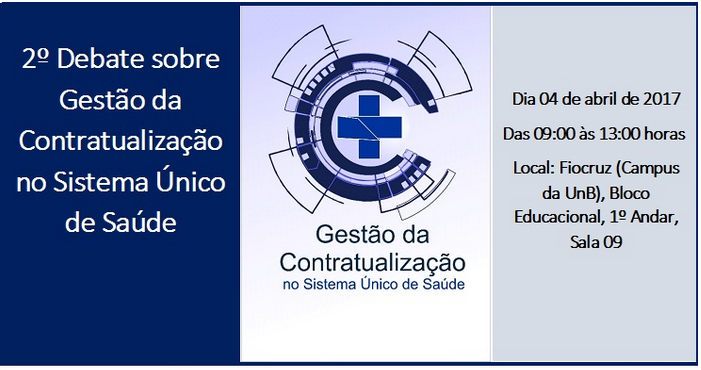 2º Debate sobre
Gestão da
Contratualização
no Sistema Único
de Saúde
Gestão da
Contratualização
no Sistema Único de Saúde
Dia 04 de abril de 2017
Das 09:00 às 13:00 horas
Local: Fiocruz (Campus
da UnB), Bloco
Educacional, 1º Andar,
Sala 09